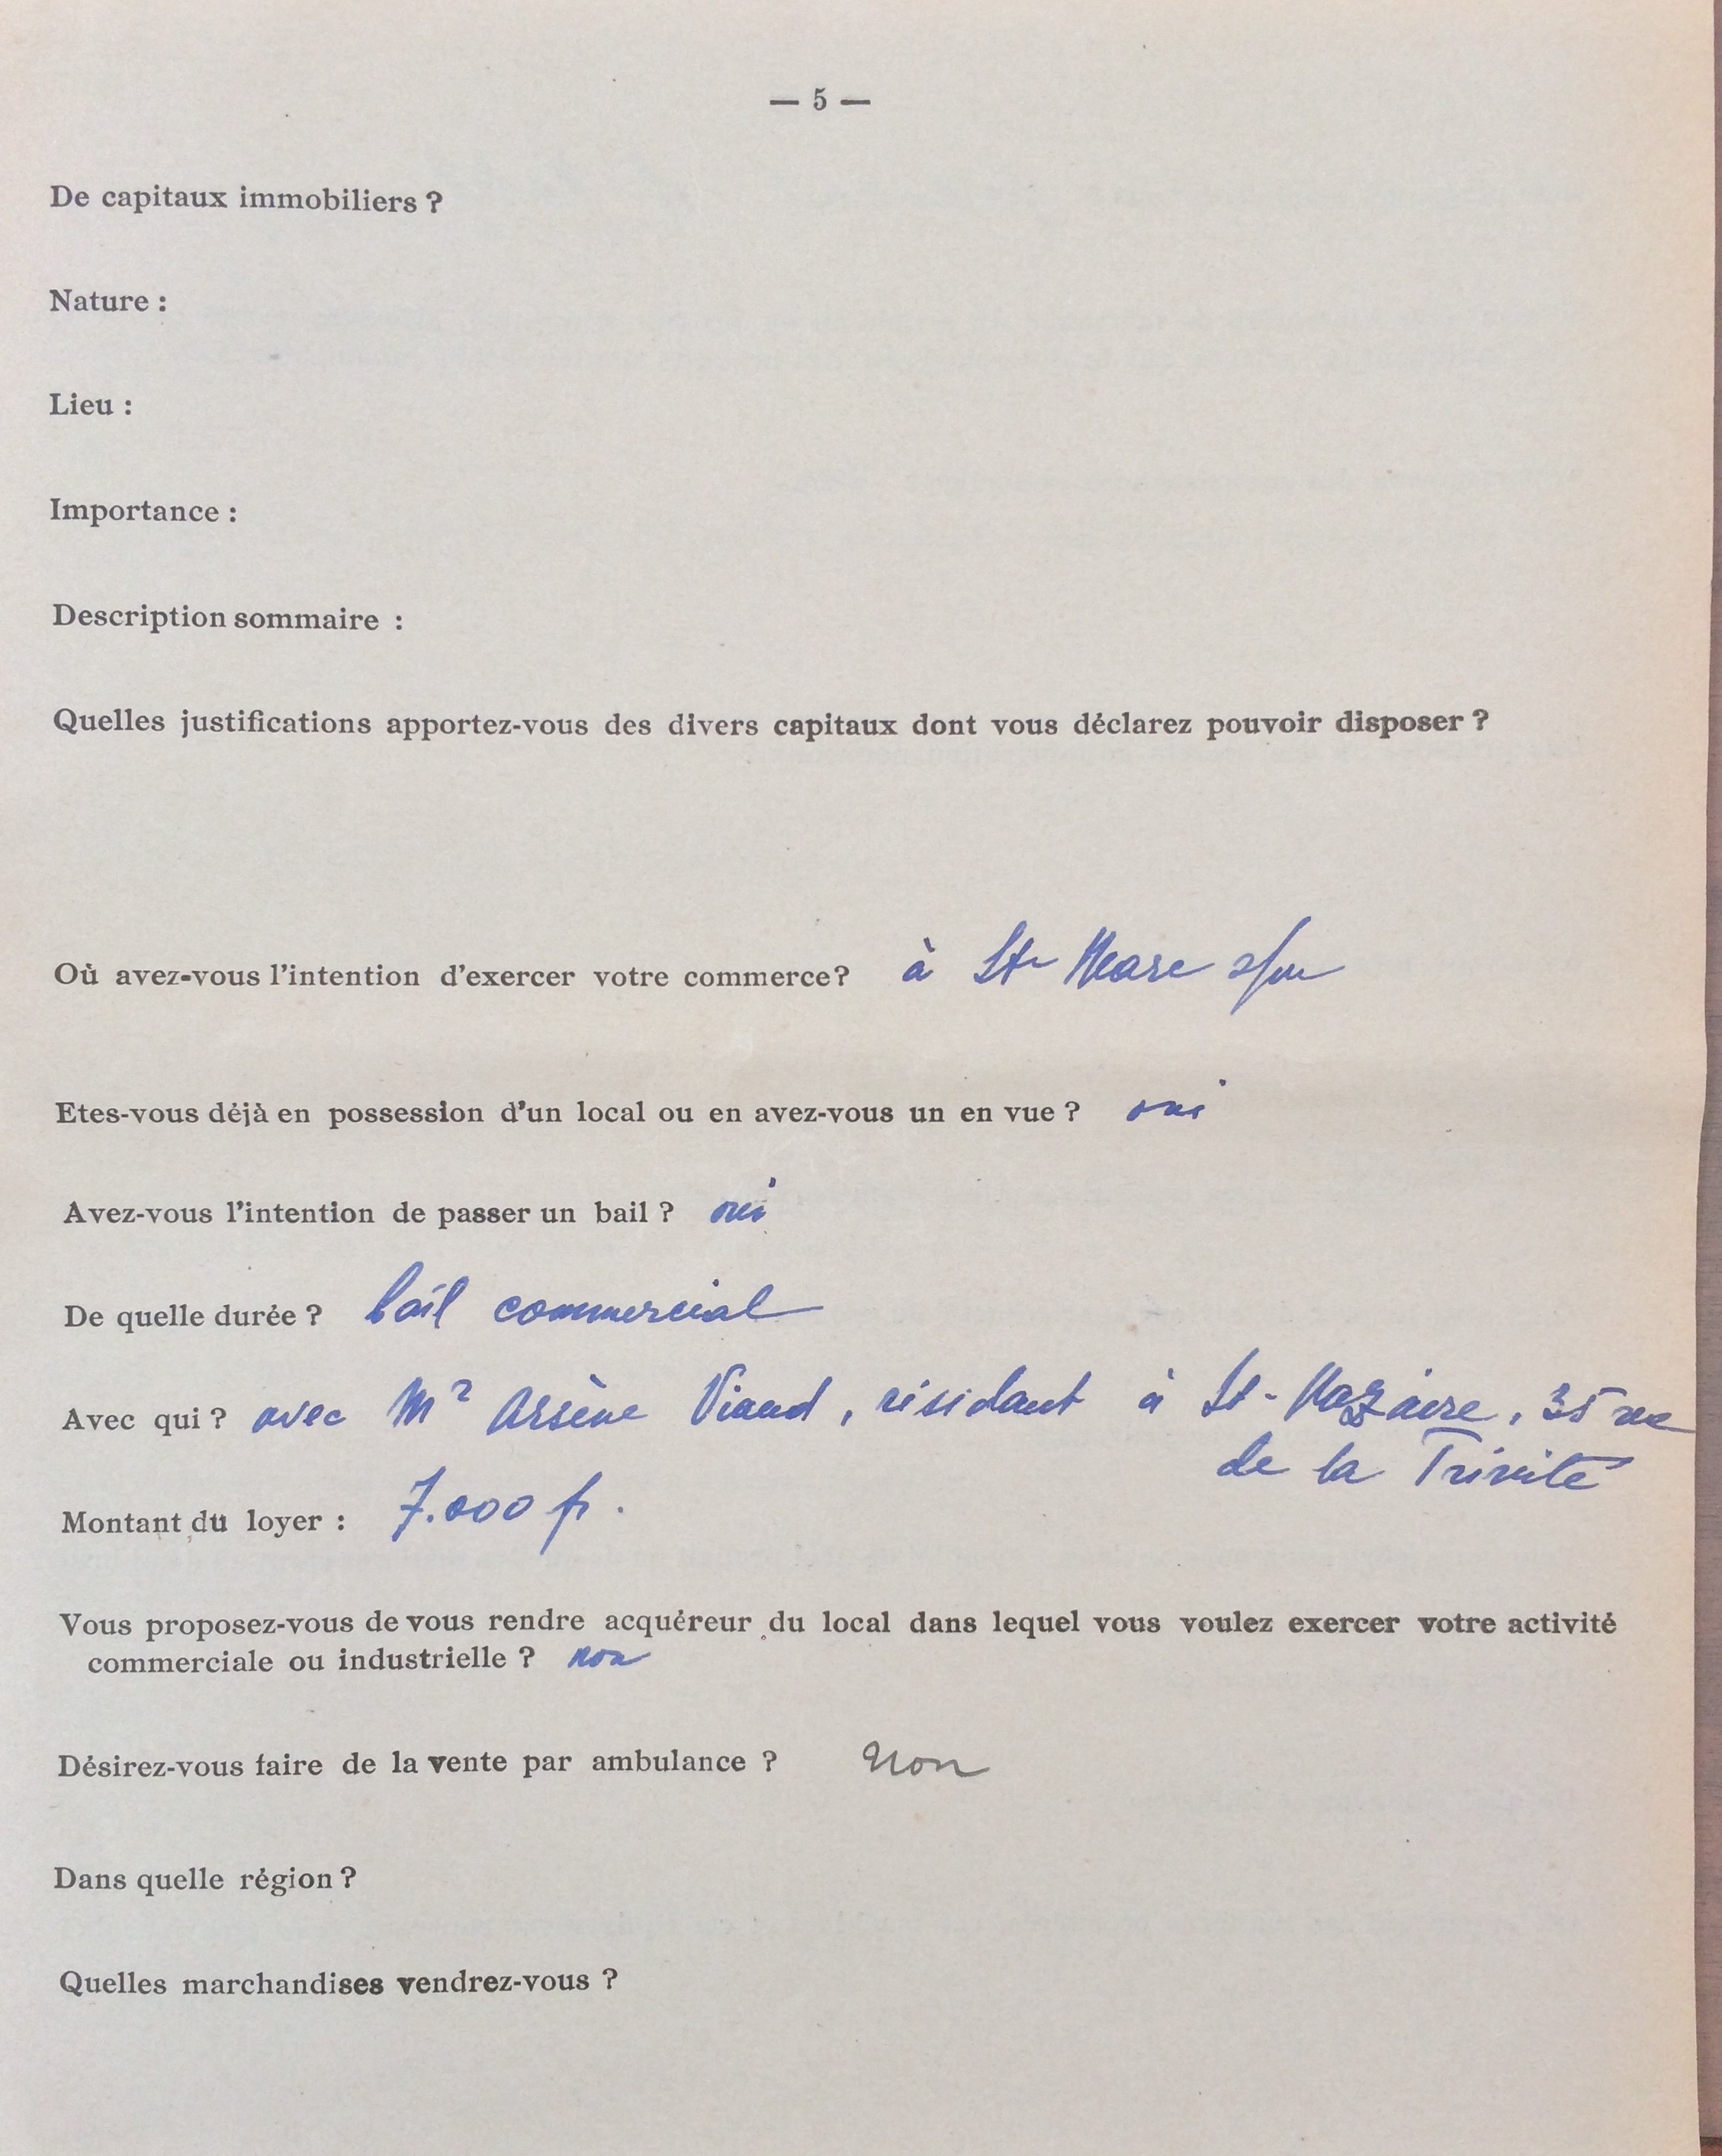 — 5 —
De capitaux immobiliers ?
Nature :
Lieu :
Importance :
Description sommaire :
Quelles justifications apportez-vous des divers capitaux dont vous déclarez pouvoir disposer ?
Où avez-vous l'intention d'exercer votre commerce? à Ste Marc s/m
Etes-vous déjà en possession d'un local ou en avez-vous un en vue ? oui
Avez-vous l'intention de passer un bail ? oui
De quelle durée ? bail commercial
Avec qui ? avec Mr Arsène Viaud, résidant à St-Nazaire, 35 rue
de la Trinité
Montant du loyer : 7.000 fr.
Vous proposez-vous de vous rendre acquéreur du local dans lequel vous voulez exercer votre activité
commerciale ou industrielle ? non
Désirez-vous faire de la vente par ambulance ? Non
Dans quelle région ?
Quelles marchandises vendrez-vous ?